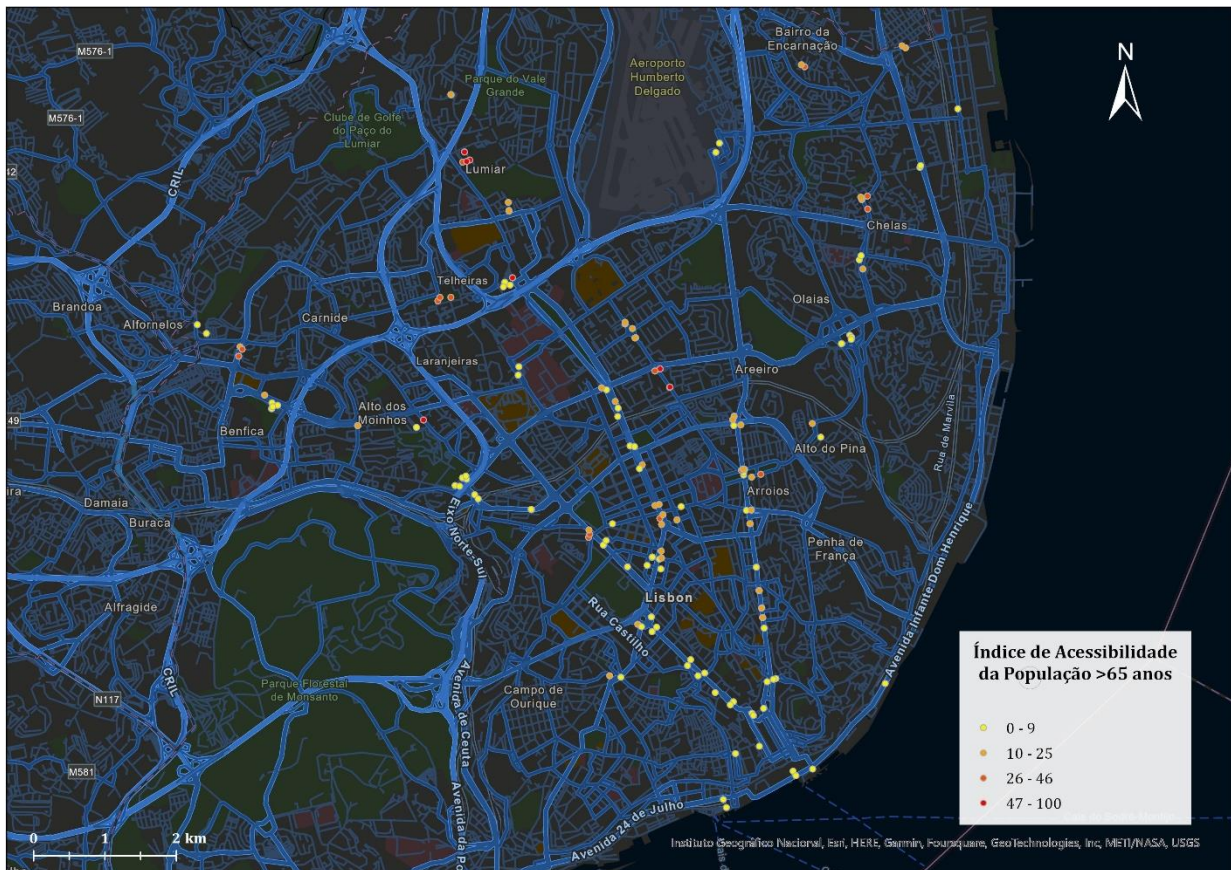 M576-1
Bairro da
Encarnação
N
Aeroporto
Humberto
Delgado
Parque do Vale
Grande
M576-1
Clube de Golfe
do Paço do
Lumiar
Lumiar
42
CRIL
Chelas
Telheiras
Brandoa
Olaias
Alfornelos
Carnide
Laranjeiras
Areeiro
Alto dos
Moinhos
49
Benfica
Rua de Marvila
Alto do Pina
Damaia
Arroios
Buraca
Eixo Norte-Sul
Penha de
França
Lisbon
Alfragide
Rua Castilho
Avenida Infante Dom Henrique
CRIL
Parque Florestal
de Monsanto
Campo de
Ourique
N117
Avenida de Ceuta
M581
Avenida 24 de Julho
Índice de Acessibilidade
da População >65 anos
0 - 9
10 - 25
26 - 46
47 - 100
0 1 2 km
Instituto Geográfico Nacional, Esri, HERE, Garmin, Foursquare, GeoTechnologies, Inc, METI/NASA, USGS